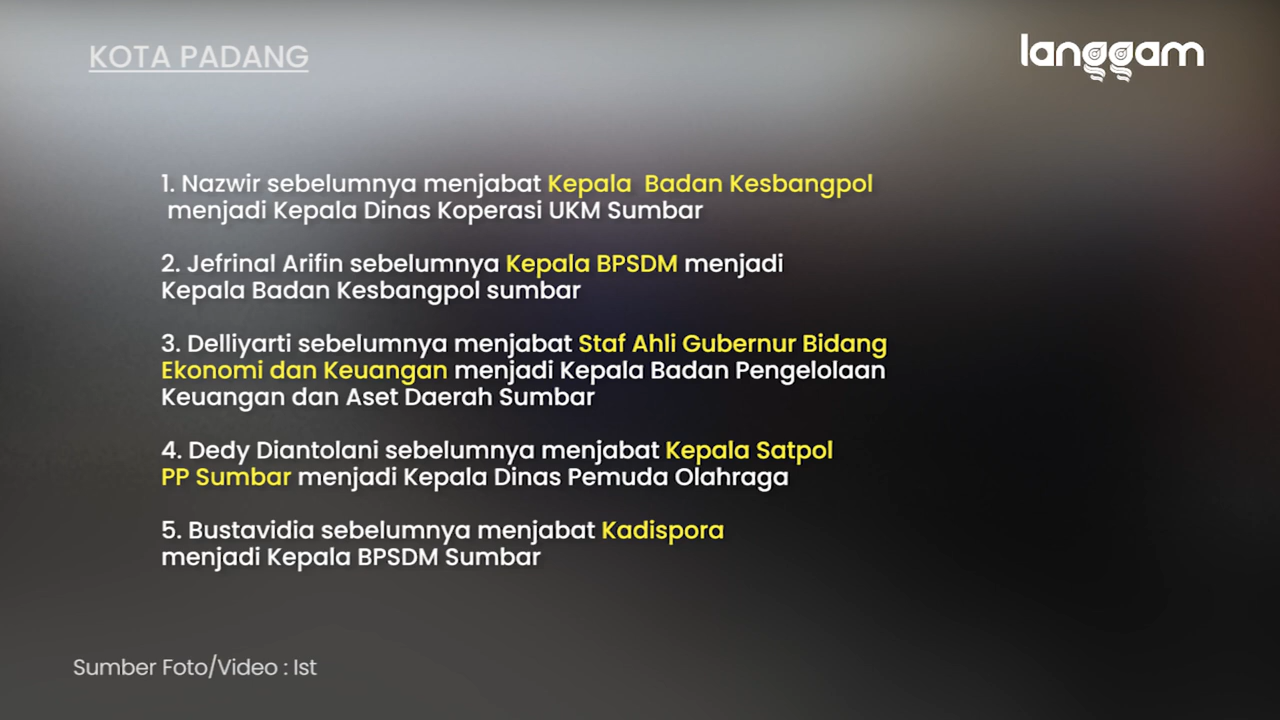 KOTA PADANG
langgam
1. Nazwir sebelumnya menjabat Kepala Badan Kesbangpol
menjadi Kepala Dinas Koperasi UKM Sumbar
2. Jefrinal Arifin sebelumnya Kepala BPSDM menjadi
Kepala Badan Kesbangpol sumbar
3. Delliyarti sebelumnya menjabat Staf Ahli Gubernur Bidang
Ekonomi dan Keuangan menjadi Kepala Badan Pengelolaan
Keuangan dan Aset Daerah Sumbar
4. Dedy Diantolani sebelumnya menjabat Kepala Satpol
PP Sumbar menjadi Kepala Dinas Pemuda Olahraga
5. Bustavidia sebelumnya menjabat Kadispora
menjadi Kepala BPSDM Sumbar
Sumber Foto/Video : Ist